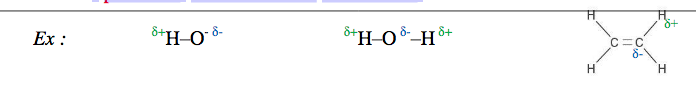 Ex : δ+H–O- δ- δ+H–O δ-–H δ+
H H δ+
C=C
δ-
H H